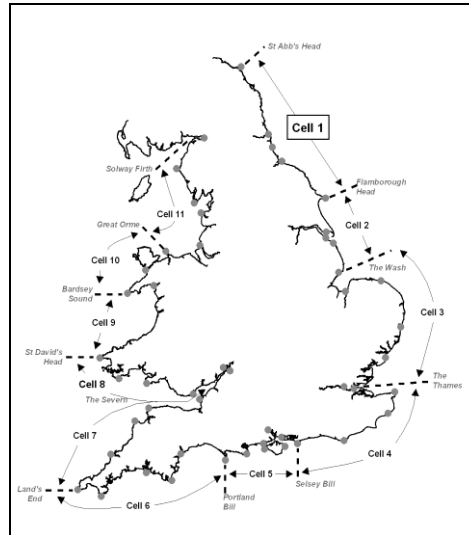 St Abb's Head
Cell 1
Solway Firth
Flamborough
Head
Cell 11
Great Orme
Cell 2
Cell 10
The Wash
Bardsey
Sound
Cell 3
Cell 9
St David's
Head
Cell 8
The
Thames
The Severn
Cell 7
Cell 4
Cell 5
Land's
End
Cell 6
Portland
Bill
Selsey Bill